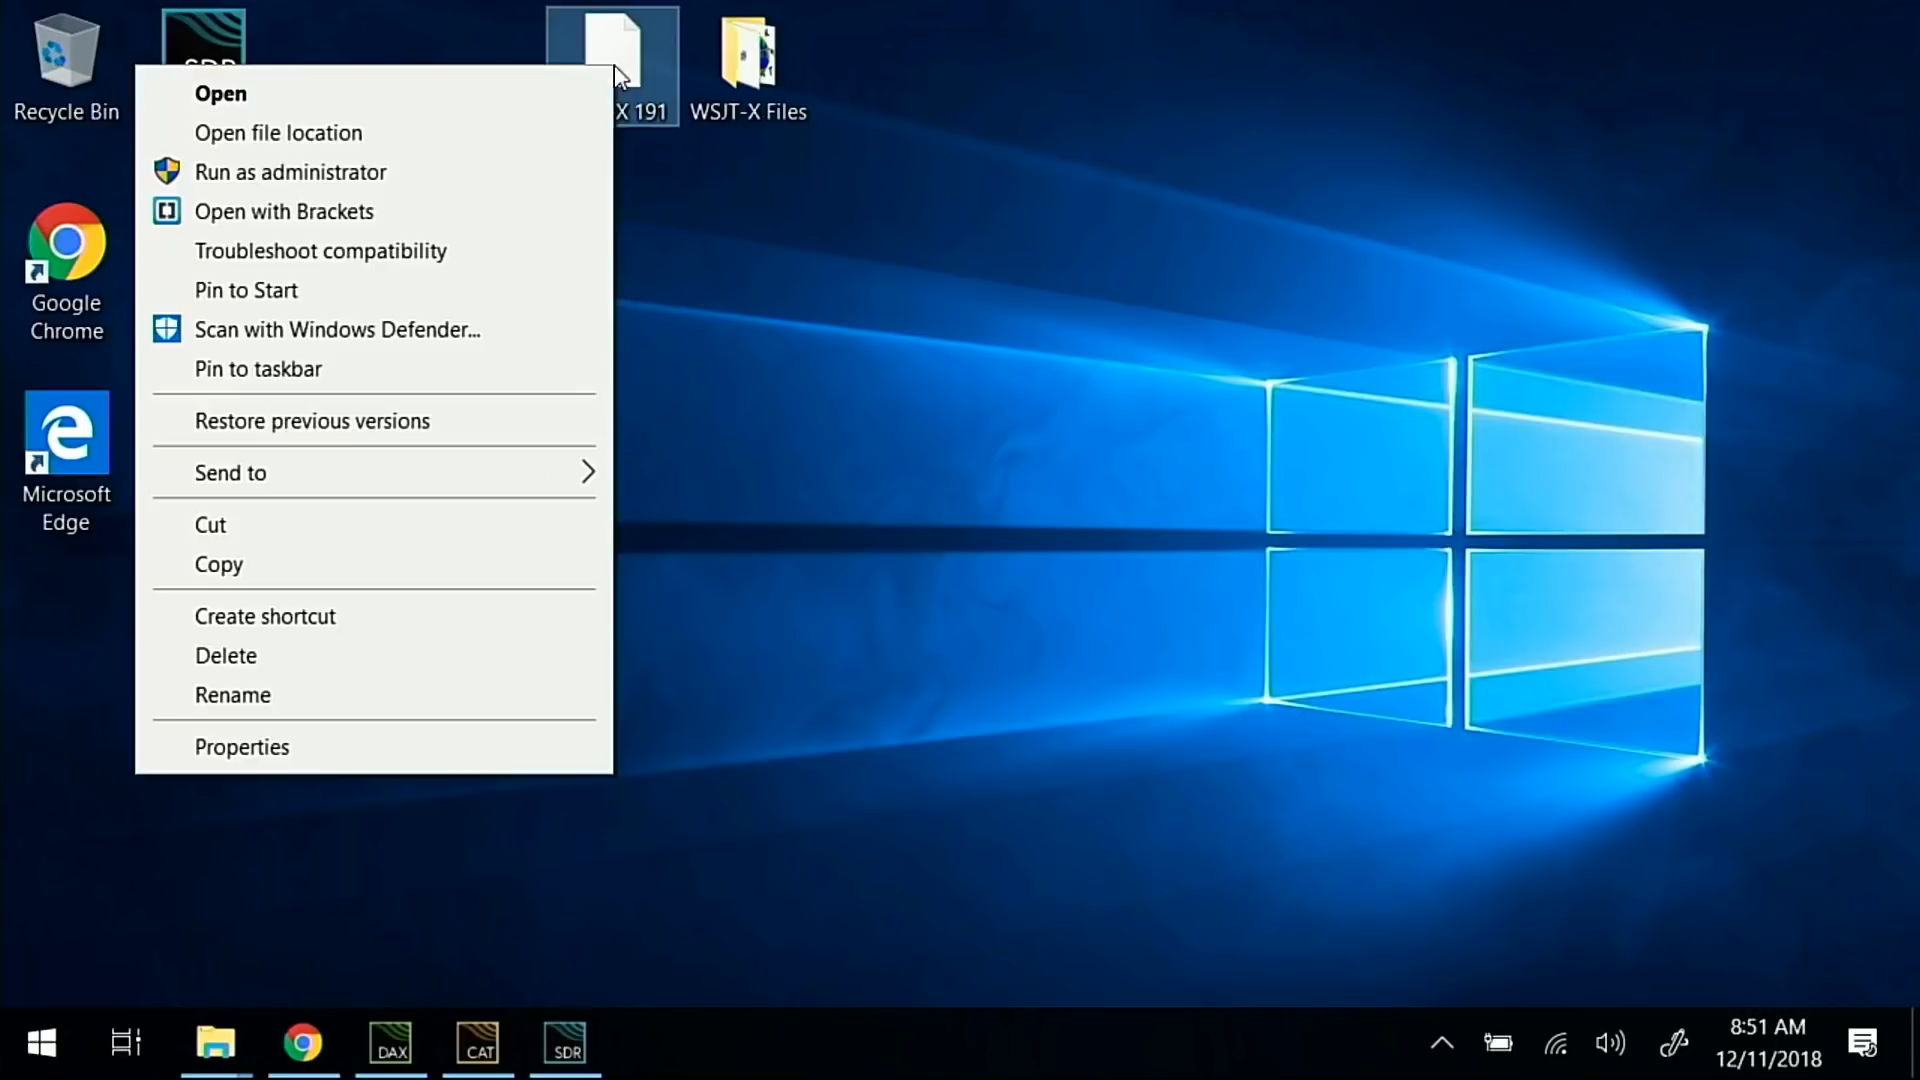 SDR
X 191
Recycle Bin
WSJT-X Files
Open
Open file location
Run as administrator
Open with Brackets
Troubleshoot compatibility
Pin to Start
Scan with Windows Defender...
Pin to taskbar
Restore previous versions
Send to
Cut
Copy
Create shortcut
Delete
Rename
Properties
Google
Chrome
Microsoft
Edge
DAX
CAT
SDR
8:51 AM
12/11/2018